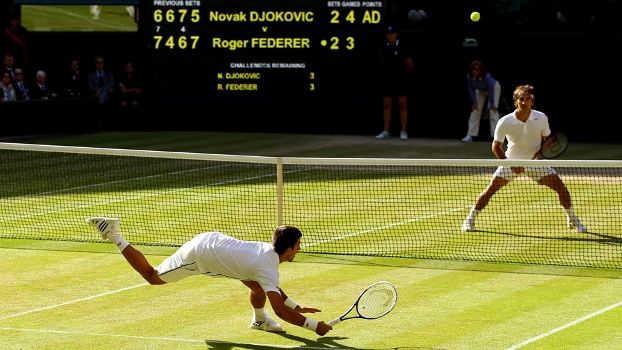 PREVIOUS SETS SETS GAMES POINTS
6 6 7 5 Novak DJOKOVIC 2 4 AD
7 v
7 4 6 7 Roger FEDERER •2 3
CHALLENGES REMAINING
N. DJOKOVIC 3
R. FEDERER 3